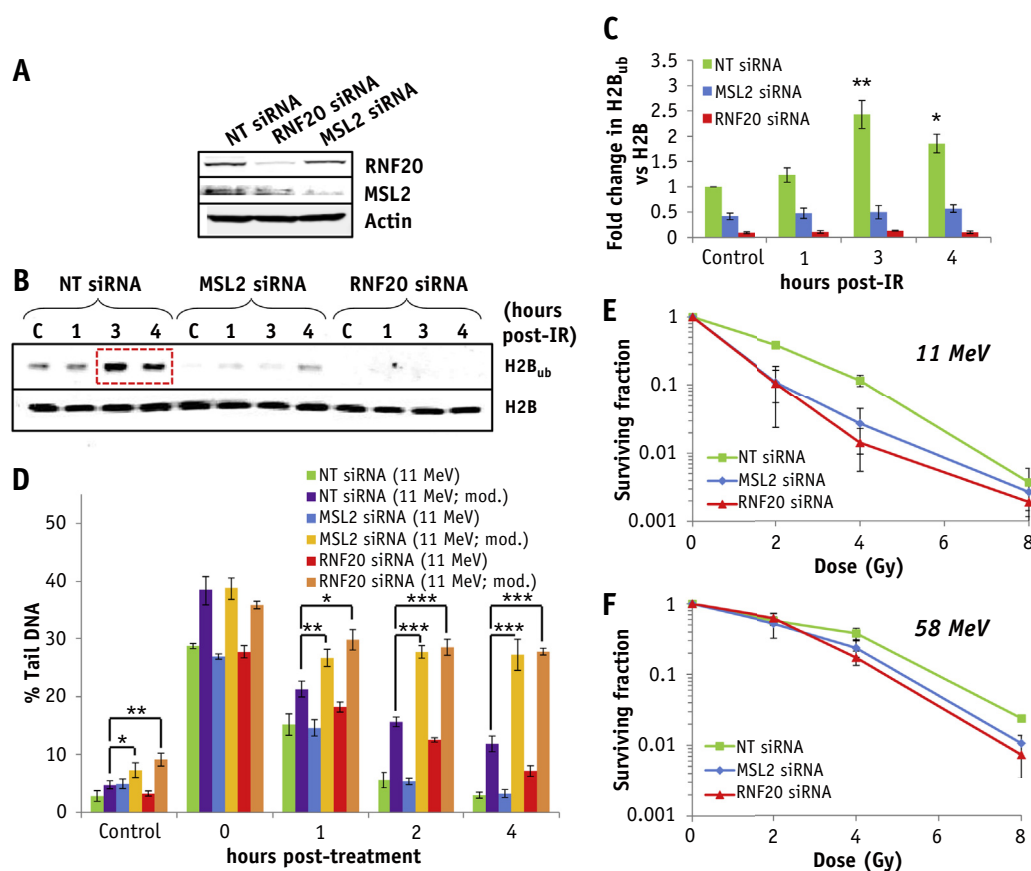 A
NT siRNA
RNF20 siRNA
MSL2 siRNA
RNF20
MSL2
Actin
B
NT siRNA MSL2 siRNA RNF20 siRNA
C 1 3 4 C 1 3 4 C 1 3 4
(hours
post-IR)
H2Bub
H2B
C
Fold change in H2Bub
vs H2B
3.5
3
2.5
2
1.5
1
0.5
0
NT siRNA
MSL2 siRNA
RNF20 siRNA
**
*
Control 1 3 4
hours post-IR
D
% Tail DNA
50
40
30
20
10
0
NT siRNA (11 MeV)
NT siRNA (11 MeV; mod.)
MSL2 siRNA (11 MeV)
MSL2 siRNA (11 MeV; mod.)
RNF20 siRNA (11 MeV)
RNF20 siRNA (11 MeV; mod.)
**
*
*
**
***
***
***
***
Control 0 1 2 4
hours post-treatment
E
11 MeV
Surviving fraction
1
0.1
0.01
0.001
NT siRNA
MSL2 siRNA
RNF20 siRNA
0 2 4 6 8
Dose (Gy)
F
58 MeV
Surviving fraction
1
0.1
0.01
0.001
NT siRNA
MSL2 siRNA
RNF20 siRNA
0 2 4 6 8
Dose (Gy)